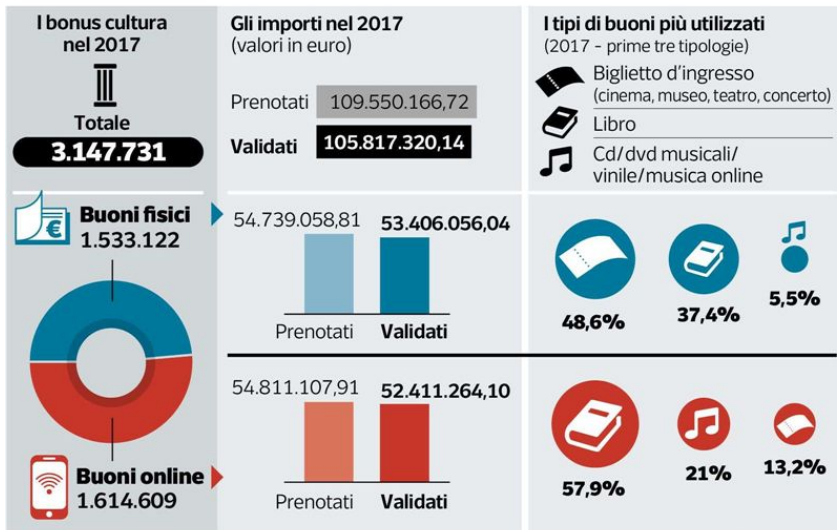 I bonus cultura
nel 2017
Totale
3.147.731
Gli importi nel 2017
(valori in euro)
Prenotati 109.550.166,72
Validati 105.817.320,14
I tipi di buoni più utilizzati
(2017 - prime tre tipologie)
Biglietto d'ingresso
(cinema, museo, teatro, concerto)
Libro
Cd/dvd musicali/
vinile/musica online
€ Buoni fisici
1.533.122
54.739.058,81 53.406.056,04
Prenotati Validati
48,6% 37,4% 5,5%
Buoni online
1.614.609
54.811.107,91 52.411.264,10
Prenotati Validati
57,9% 21% 13,2%